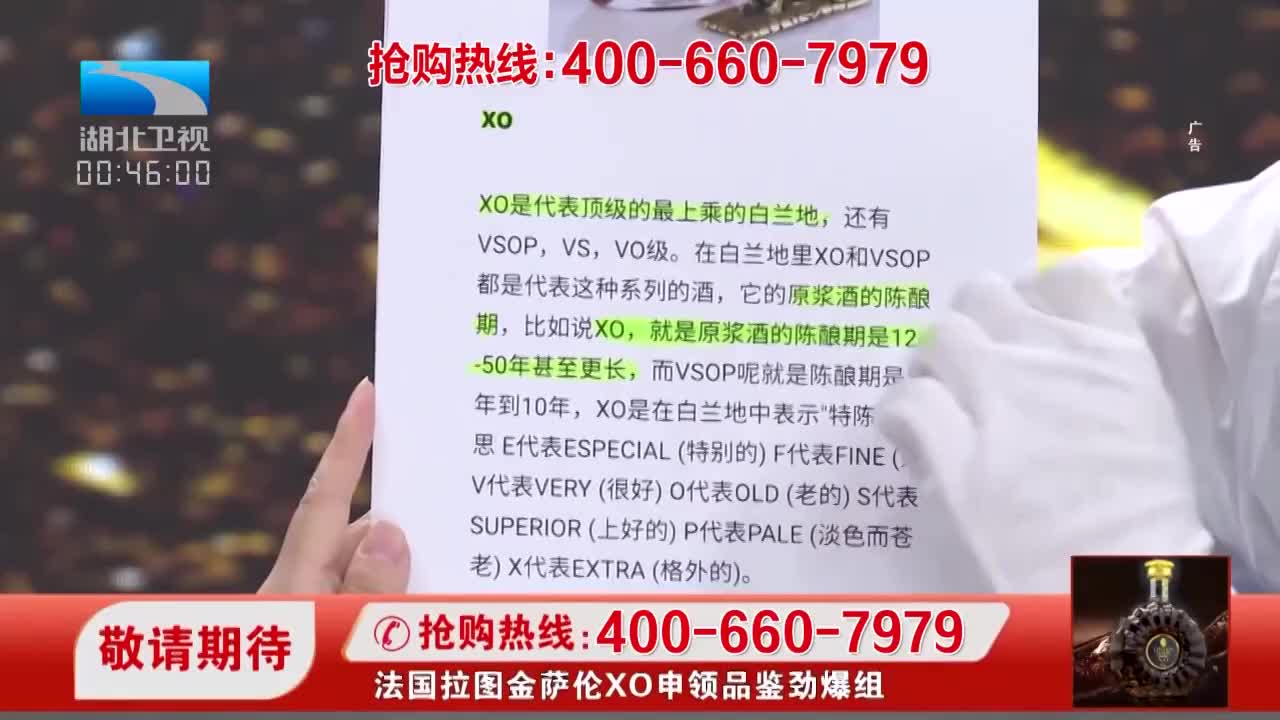 抢购热线:400-660-7979
湖北卫视
00:46:00
广告
XO
XO是代表顶级的最上乘的白兰地，还有
VSOP，VS，VO级。在白兰地里XO和VSOP
都是代表这种系列的酒，它的原浆酒的陈酿
期，比如说XO，就是原浆酒的陈酿期是12
-50年甚至更长，而VSOP呢就是陈酿期是
年到10年，XO是在白兰地中表示"特陈
思 E代表ESPECIAL (特别的) F代表FINE (
V代表VERY (很好) O代表OLD (老的) S代表
SUPERIOR (上好的) P代表PALE (淡色而苍
老) X代表EXTRA (格外的)。
敬请期待
抢购热线:400-660-7979
法国拉图金萨伦XO申领品鉴劲爆组